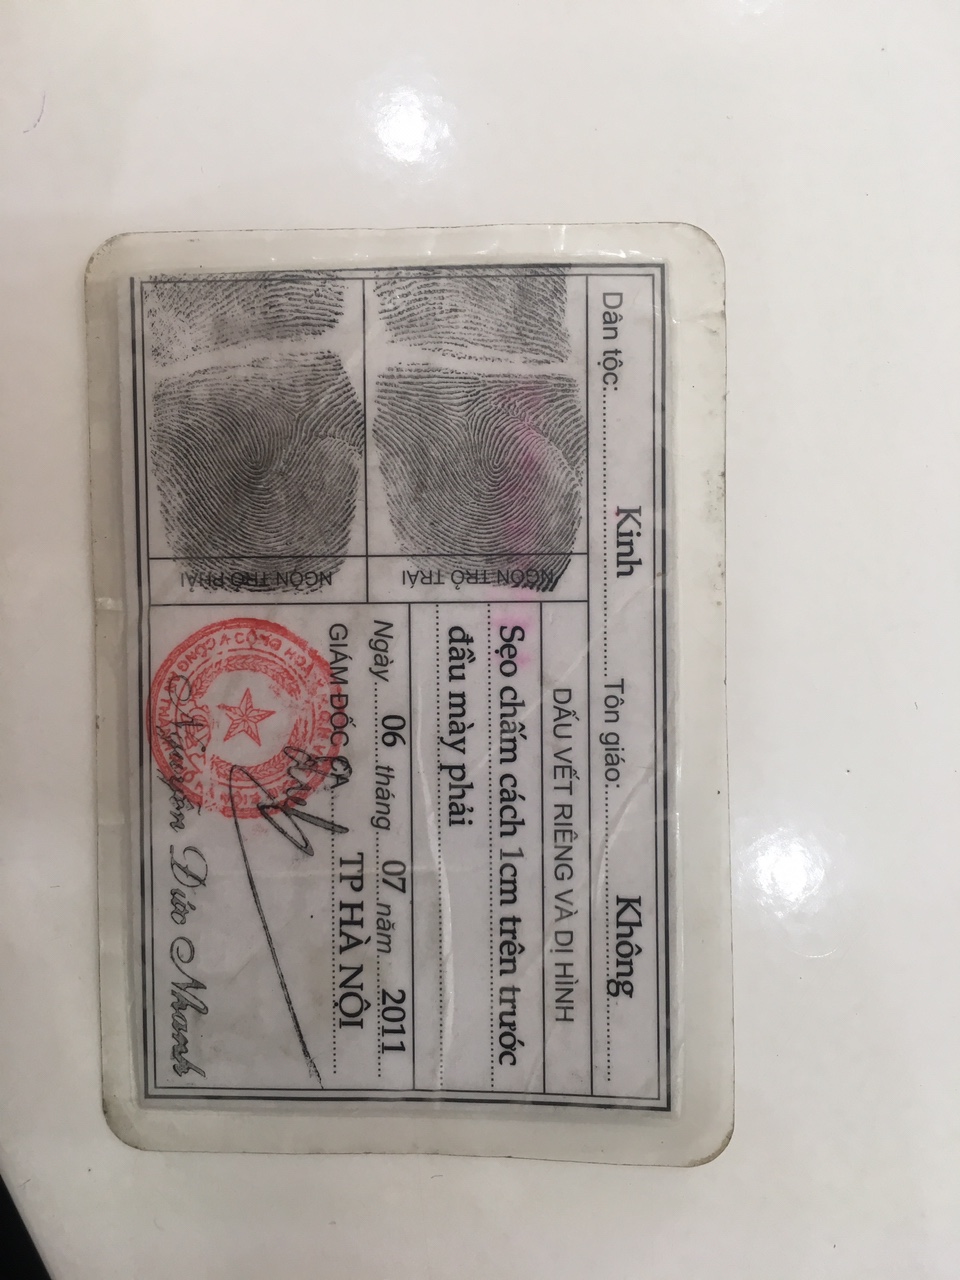 Dân tộc: Kinh Tôn giáo: Không
DẤU VẾT RIÊNG VÀ DỊ HÌNH
Sẹo chấm cách 1cm trên trước
đầu mày phải
NGÓN TRỎ TRÁI
NGÓN TRỎ PHẢI
Ngày 06 tháng 07 năm 2011
GIÁM ĐỐC CA TP HÀ NỘI
CỘNG HOÀ
CÔNG AN THÀNH
Nguyễn Đức Nhanh